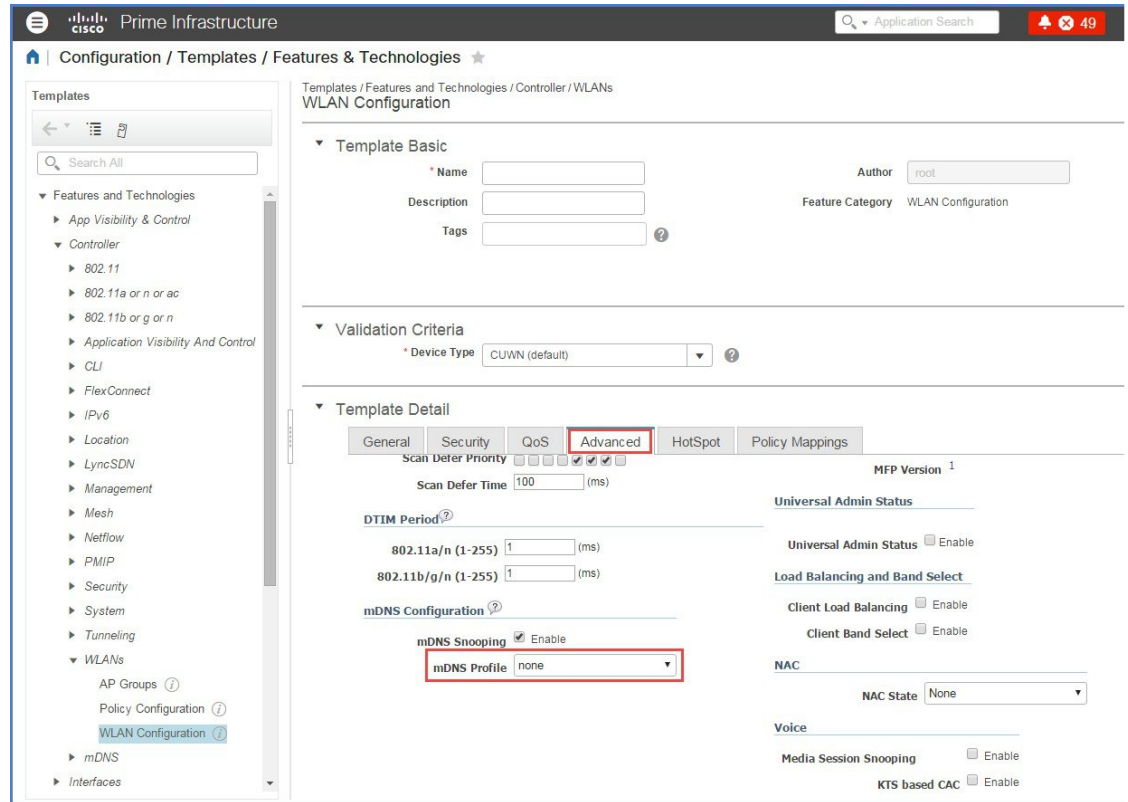 cisco Prime Infrastructure
Application Search
49
Configuration / Templates / Features & Technologies
Templates
Search All
Features and Technologies
App Visibility & Control
Controller
802.11
802.11a or n or ac
802.11b or g or n
Application Visibility And Control
CLI
FlexConnect
IPv6
Location
LyncSDN
Management
Mesh
Netflow
PMIP
Security
System
Tunneling
WLANs
AP Groups i
Policy Configuration i
WLAN Configuration i
mDNS
Interfaces
Templates / Features and Technologies / Controller / WLANs
WLAN Configuration
Template Basic
* Name
Author root
Description
Feature Category WLAN Configuration
Tags ?
Validation Criteria
* Device Type CUWN (default) ?
Template Detail
General Security QoS Advanced HotSpot Policy Mappings
Scan Defer Priority
Scan Defer Time 100 (ms)
DTIM Period ?
802.11a/n (1-255) 1 (ms)
802.11b/g/n (1-255) 1 (ms)
mDNS Configuration ?
mDNS Snooping Enable
mDNS Profile none
MFP Version 1
Universal Admin Status
Universal Admin Status Enable
Load Balancing and Band Select
Client Load Balancing Enable
Client Band Select Enable
NAC
NAC State None
Voice
Media Session Snooping Enable
KTS based CAC Enable